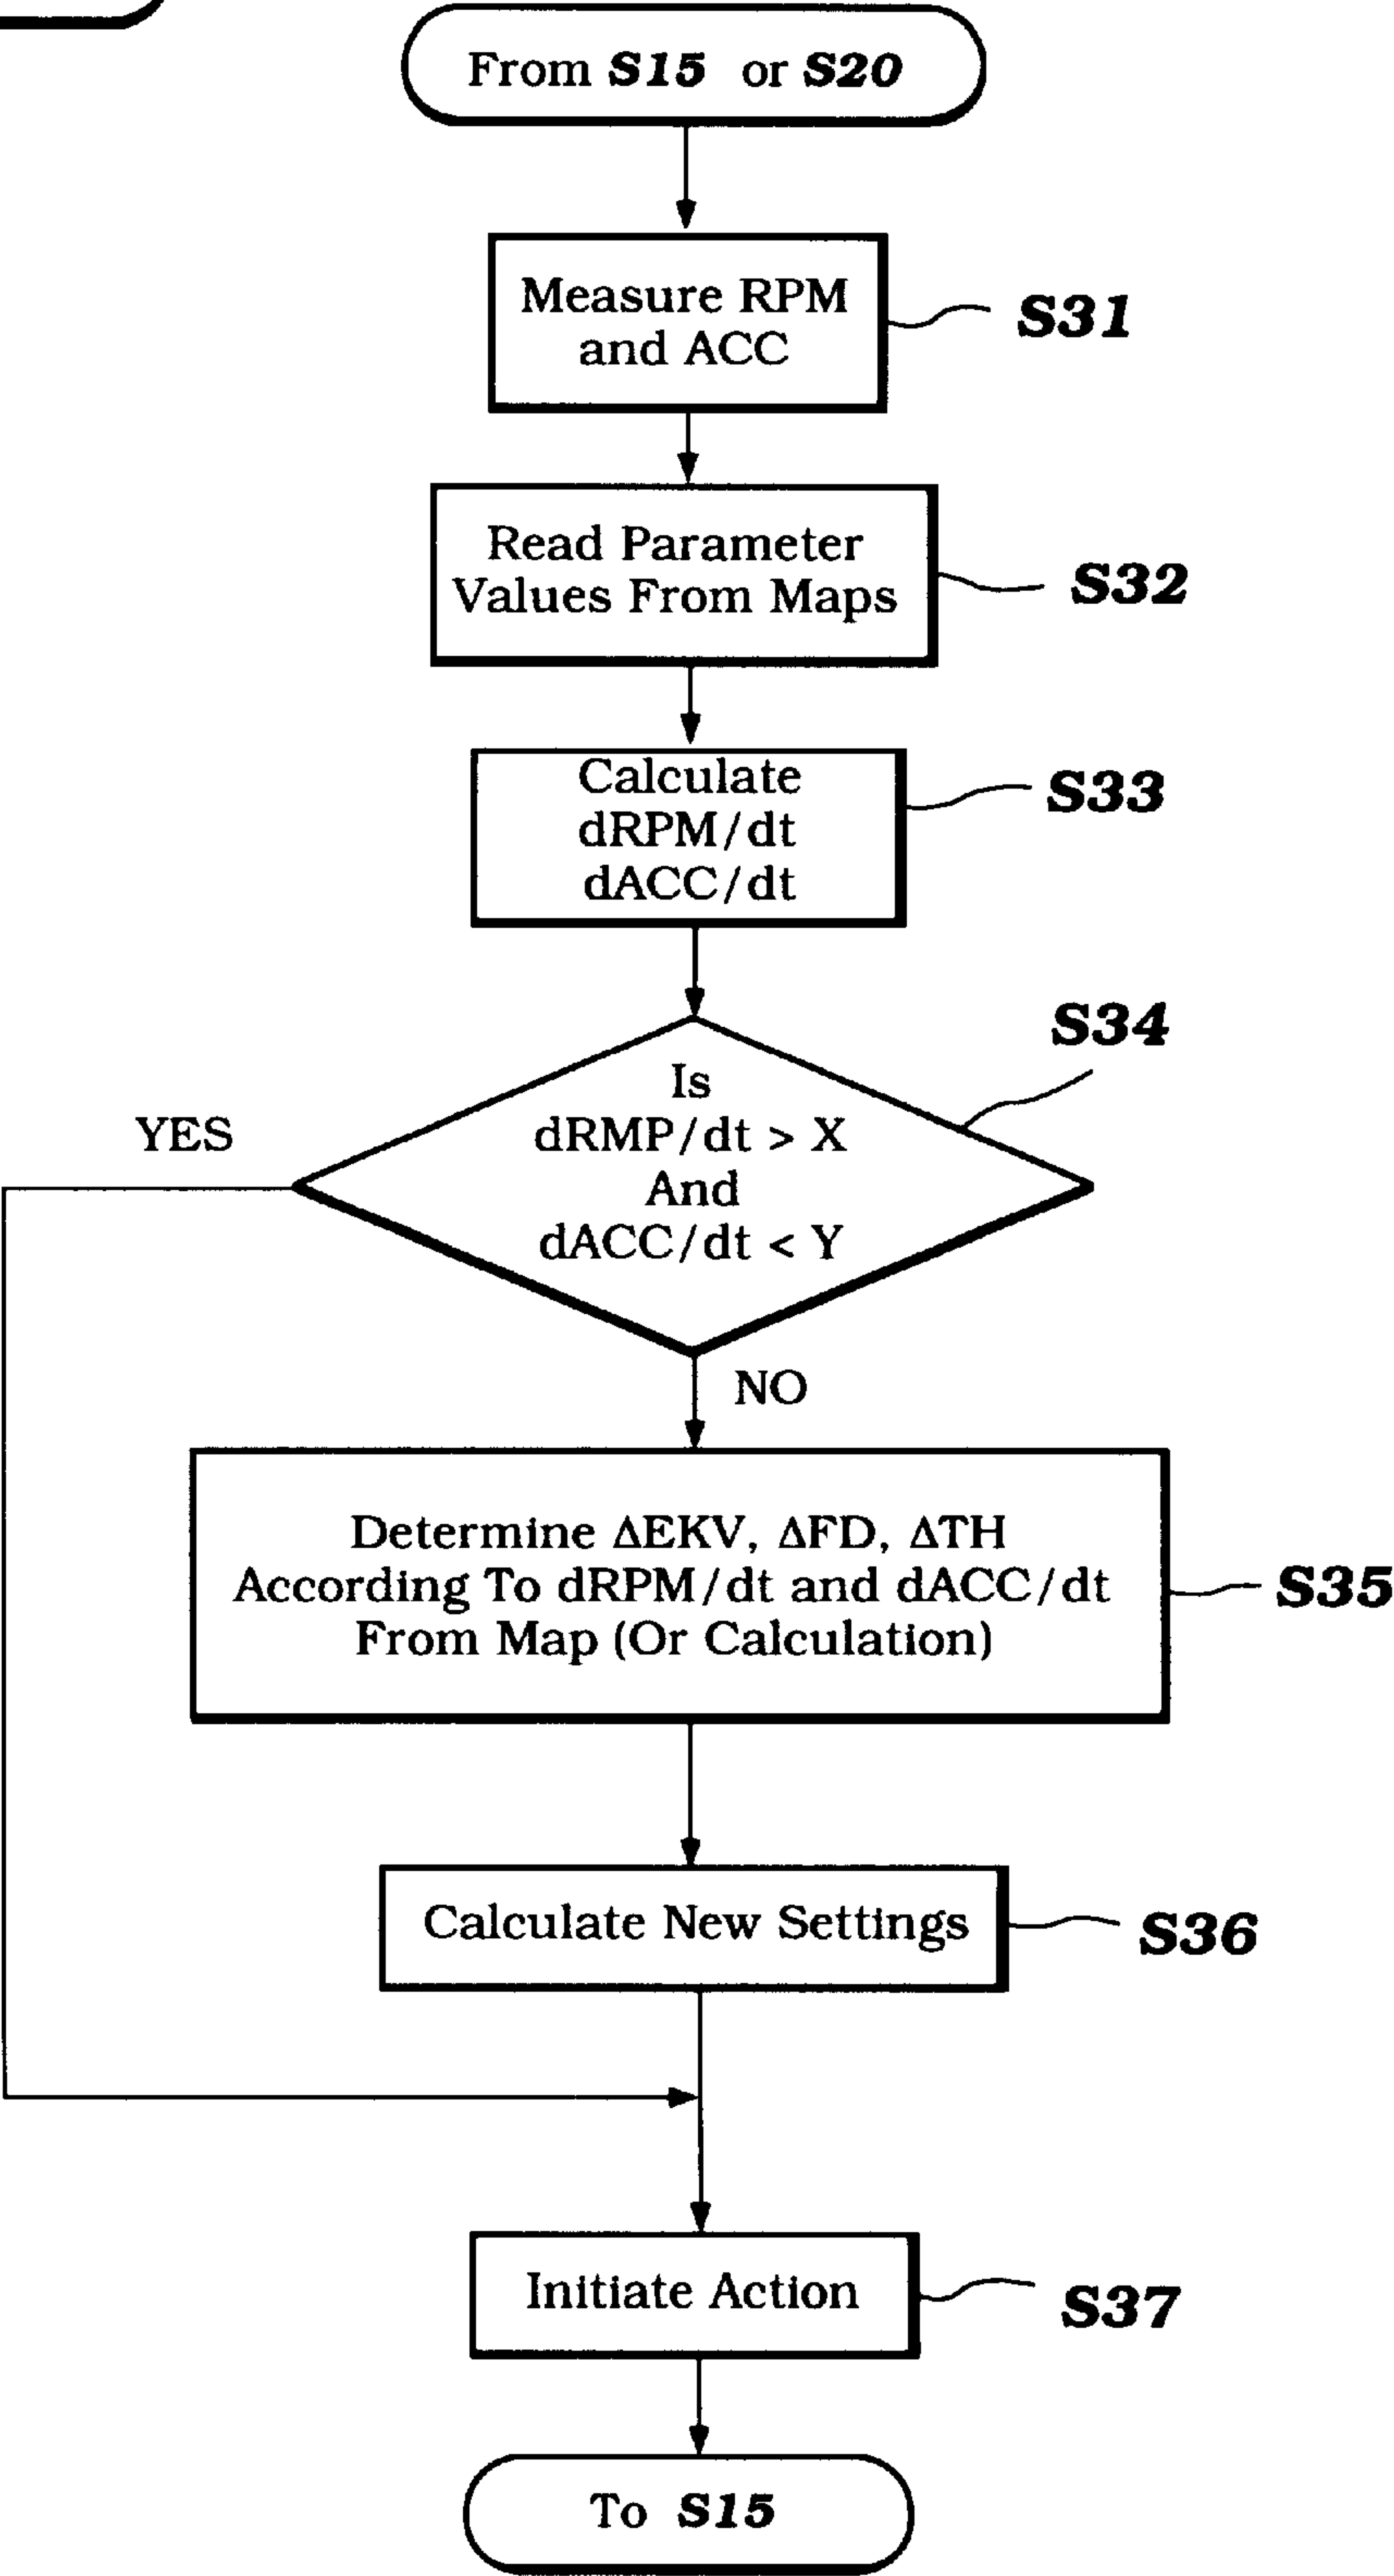 From S15 or S20
Measure RPM
and ACC
S31
Read Parameter
Values From Maps
S32
Calculate
dRPM/dt
dACC/dt
S33
S34
Is
dRMP/dt > X
And
dACC/dt < Y
YES
NO
Determine ΔEKV, ΔFD, ΔTH
According To dRPM/dt and dACC/dt
From Map (Or Calculation)
S35
Calculate New Settings
S36
Initiate Action
S37
To S15